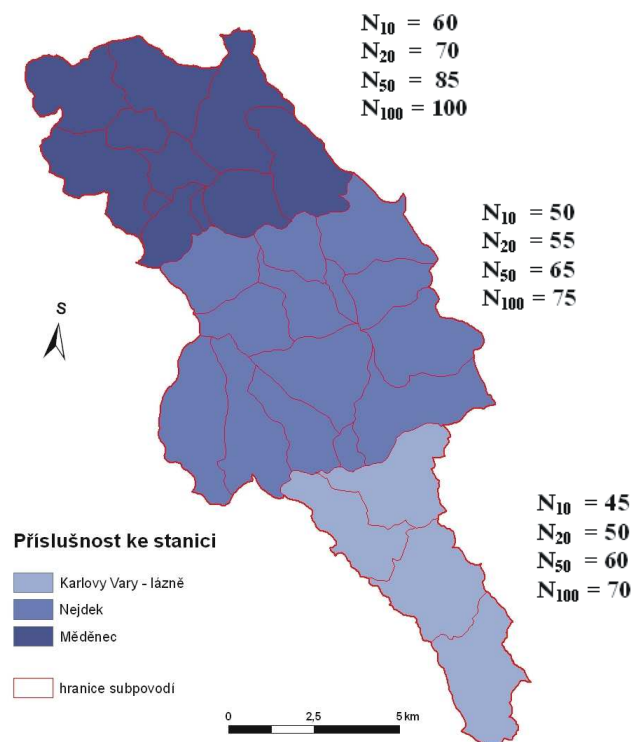 N10 = 60
N20 = 70
N50 = 85
N100 = 100
N10 = 50
N20 = 55
N50 = 65
N100 = 75
S
N10 = 45
N20 = 50
N50 = 60
N100 = 70
Příslušnost ke stanici
Karlovy Vary - lázně
Nejdek
Měděnec
hranice subpovodí
0 2,5 5 km